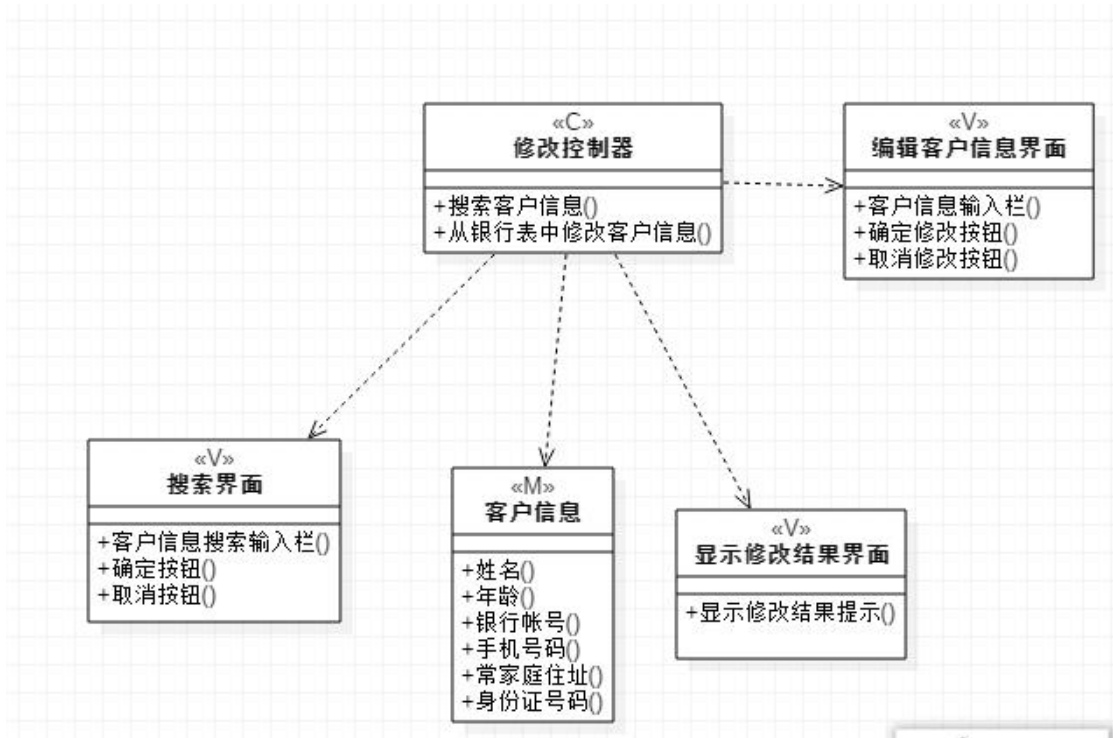 «C»
修改控制器
+搜索客户信息()
+从银行表中修改客户信息()
«V»
编辑客户信息界面
+客户信息输入栏()
+确定修改按钮()
+取消修改按钮()
«V»
搜索界面
+客户信息搜索输入栏()
+确定按钮()
+取消按钮()
«M»
客户信息
+姓名()
+年龄()
+银行帐号()
+手机号码()
+常家庭住址()
+身份证号码()
«V»
显示修改结果界面
+显示修改结果提示()